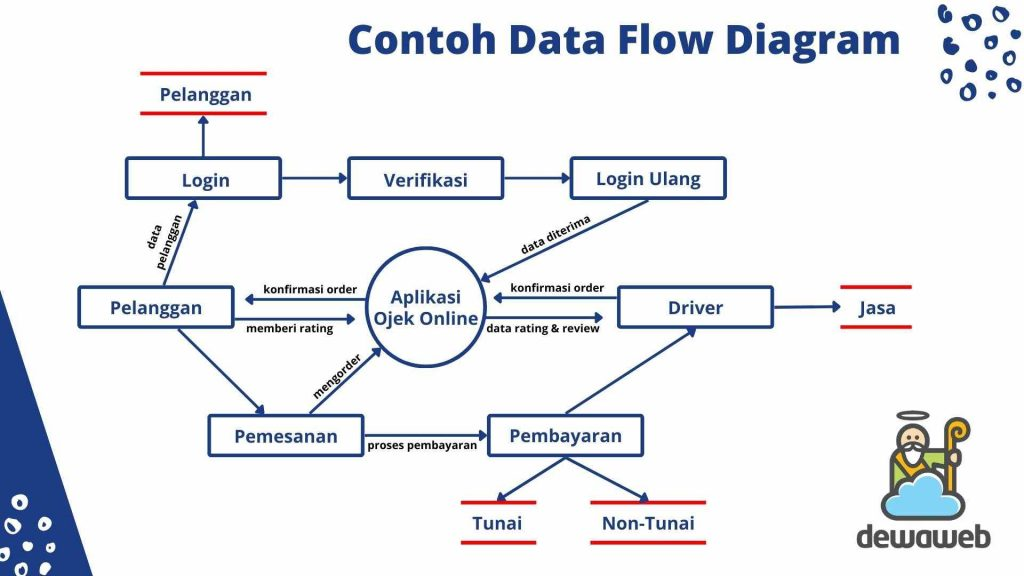 Contoh Data Flow Diagram
Pelanggan
Login
Verifikasi
Login Ulang
data
pelanggan
data diterima
Pelanggan
konfirmasi order
memberi rating
Aplikasi
Ojek Online
konfirmasi order
data rating & review
Driver
Jasa
mengorder
Pemesanan
proses pembayaran
Pembayaran
Tunai
Non-Tunai
dewaweb